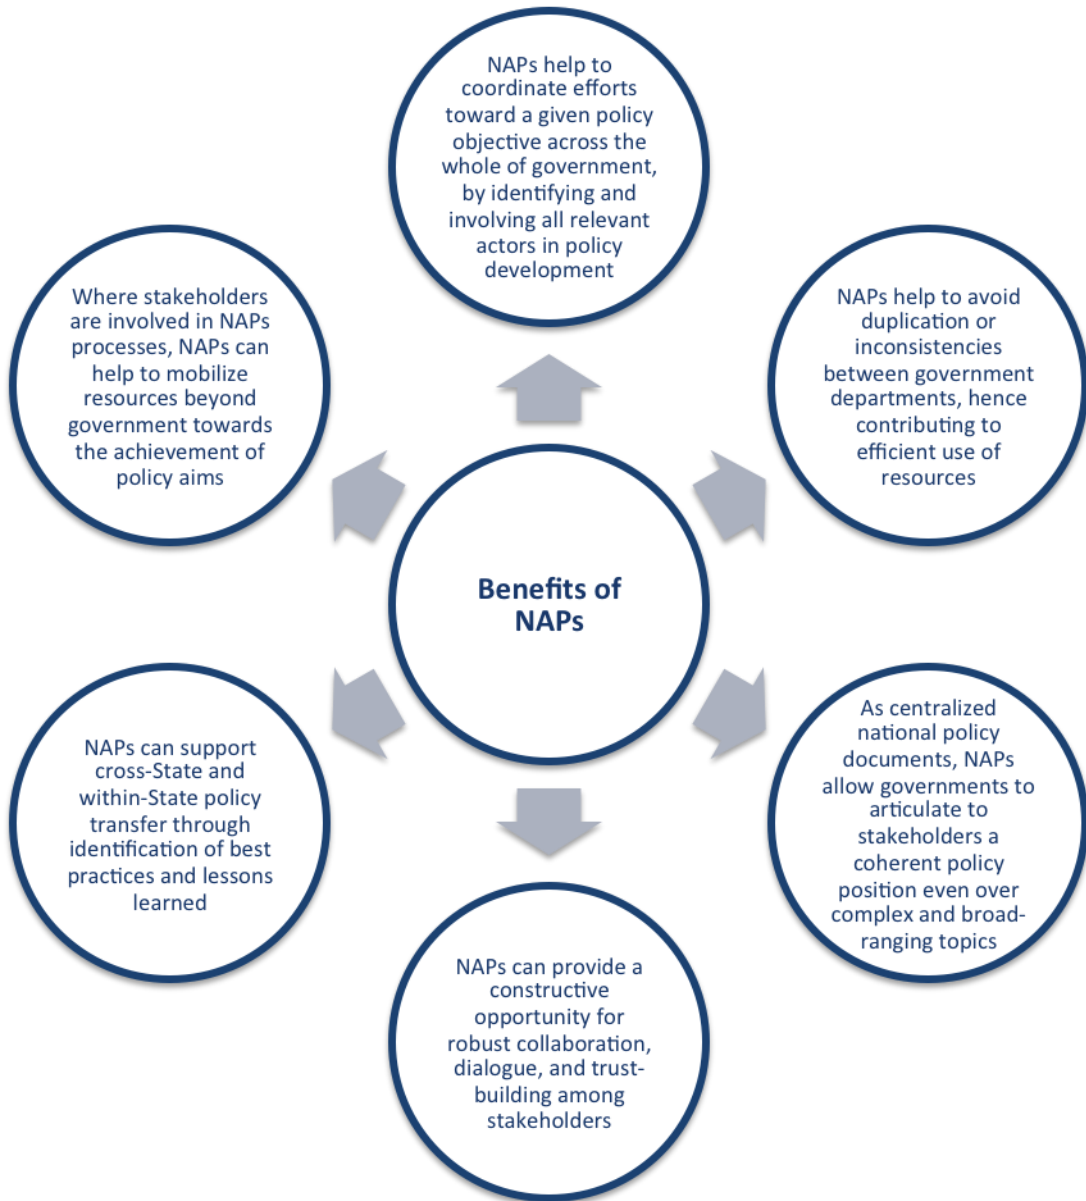 NAPs help to
coordinate efforts
toward a given policy
objective across the
whole of government,
by identifying and
involving all relevant
actors in policy
development
Where stakeholders
are involved in NAPs
processes, NAPs can
help to mobilize
resources beyond
government towards
the achievement of
policy aims
NAPs help to avoid
duplication or
inconsistencies
between government
departments, hence
contributing to
efficient use of
resources
Benefits of
NAPs
NAPs can support
cross-State and
within-State policy
transfer through
identification of best
practices and lessons
learned
As centralized
national policy
documents, NAPs
allow governments to
articulate to
stakeholders a
coherent policy
position even over
complex and broad-
ranging topics
NAPs can provide a
constructive
opportunity for
robust collaboration,
dialogue, and trust-
building among
stakeholders